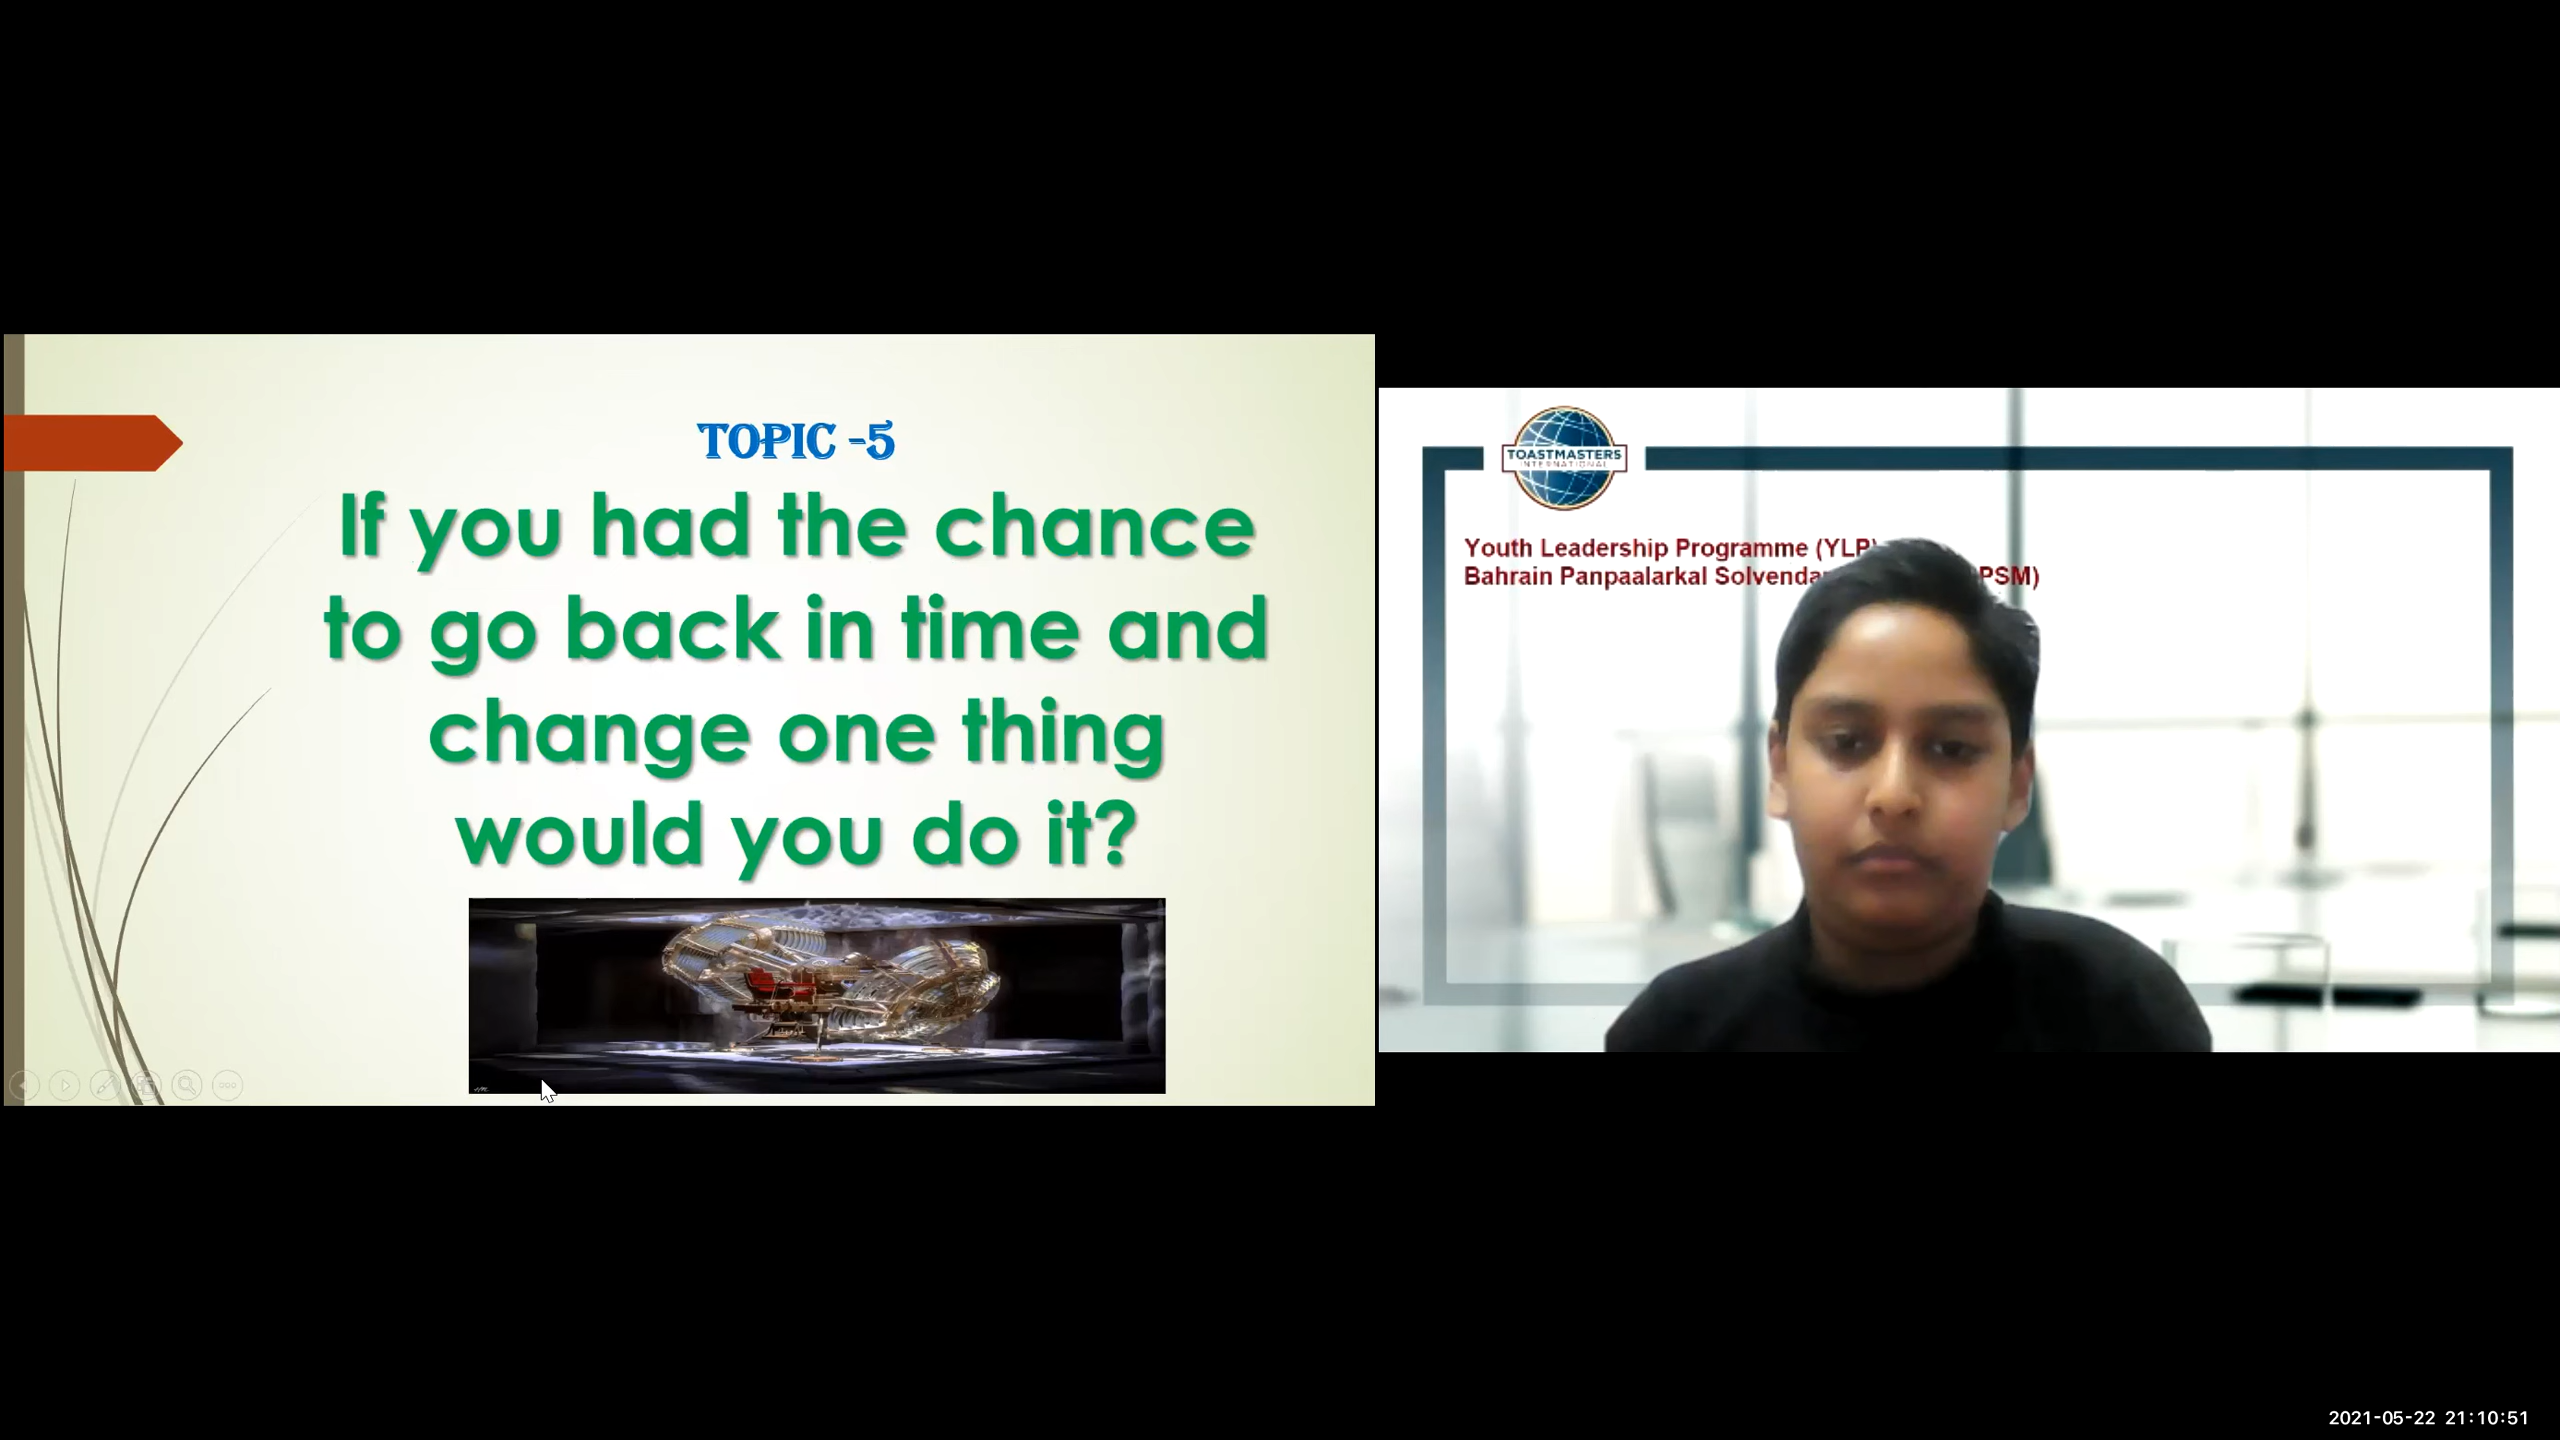 TOPIC -5
If you had the chance
to go back in time and
change one thing
would you do it?
TOASTMASTERS
INTERNATIONAL
Youth Leadership Programme (YLP)
Bahrain Panpaalarkal PSM)
2021-05-22 21:10:51